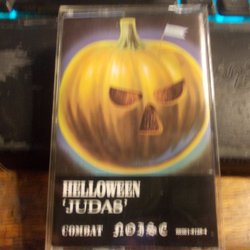 HELLOWEEN
'JUDAS'
COMBAT NOISE